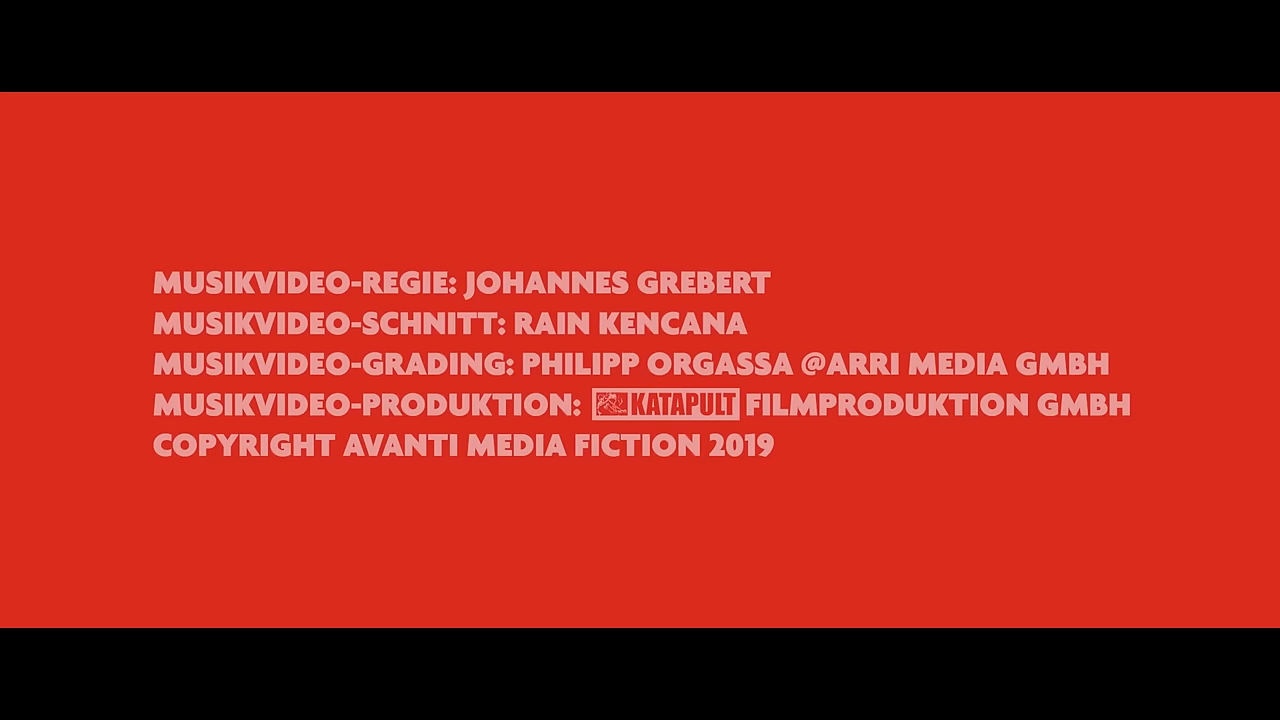 MUSIKVIDEO-REGIE: JOHANNES GREBERT
MUSIKVIDEO-SCHNITT: RAIN KENCANA
MUSIKVIDEO-GRADING: PHILIPP ORGASSA @ARRI MEDIA GMBH
MUSIKVIDEO-PRODUKTION: KATAPULT FILMPRODUKTION GMBH
COPYRIGHT AVANTI MEDIA FICTION 2019